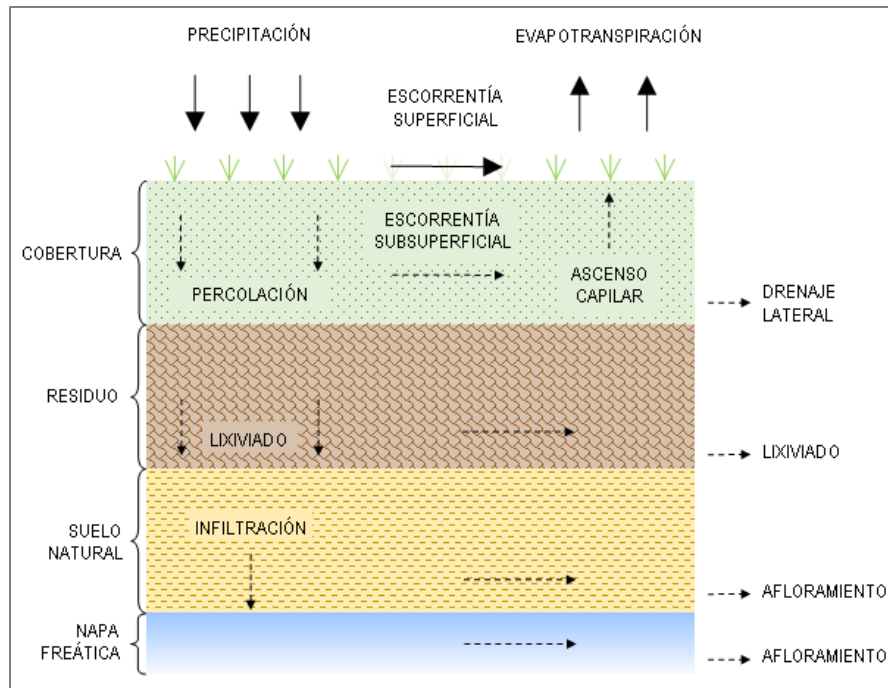 PRECIPITACIÓN
EVAPOTRANSPIRACIÓN
ESCORRENTÍA
SUPERFICIAL
COBERTURA
ESCORRENTÍA
SUBSUPERFICIAL
PERCOLACIÓN
ASCENSO
CAPILAR
DRENAJE
LATERAL
RESIDUO
LIXIVIADO
LIXIVIADO
SUELO
NATURAL
INFILTRACIÓN
AFLORAMIENTO
NAPA
FREÁTICA
AFLORAMIENTO